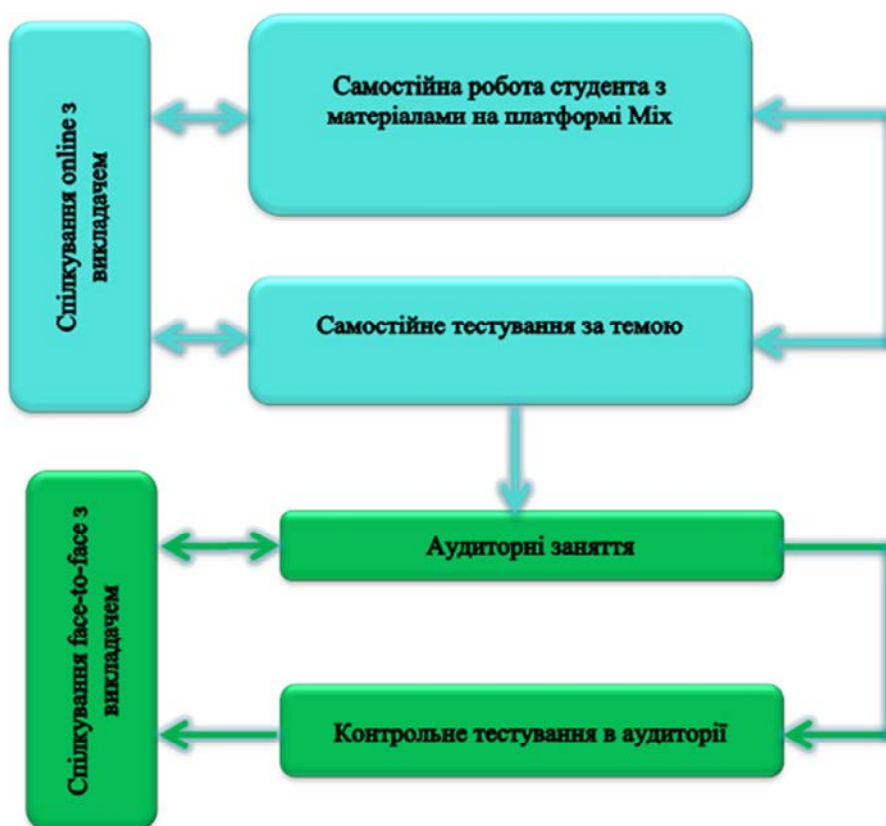 Спілкування online з
викладачем
Самостійна робота студента з
матеріалами на платформі Mix
Самостійне тестування за темою
Спілкування face-to-face з
викладачем
Аудиторні заняття
Контрольне тестування в аудиторії